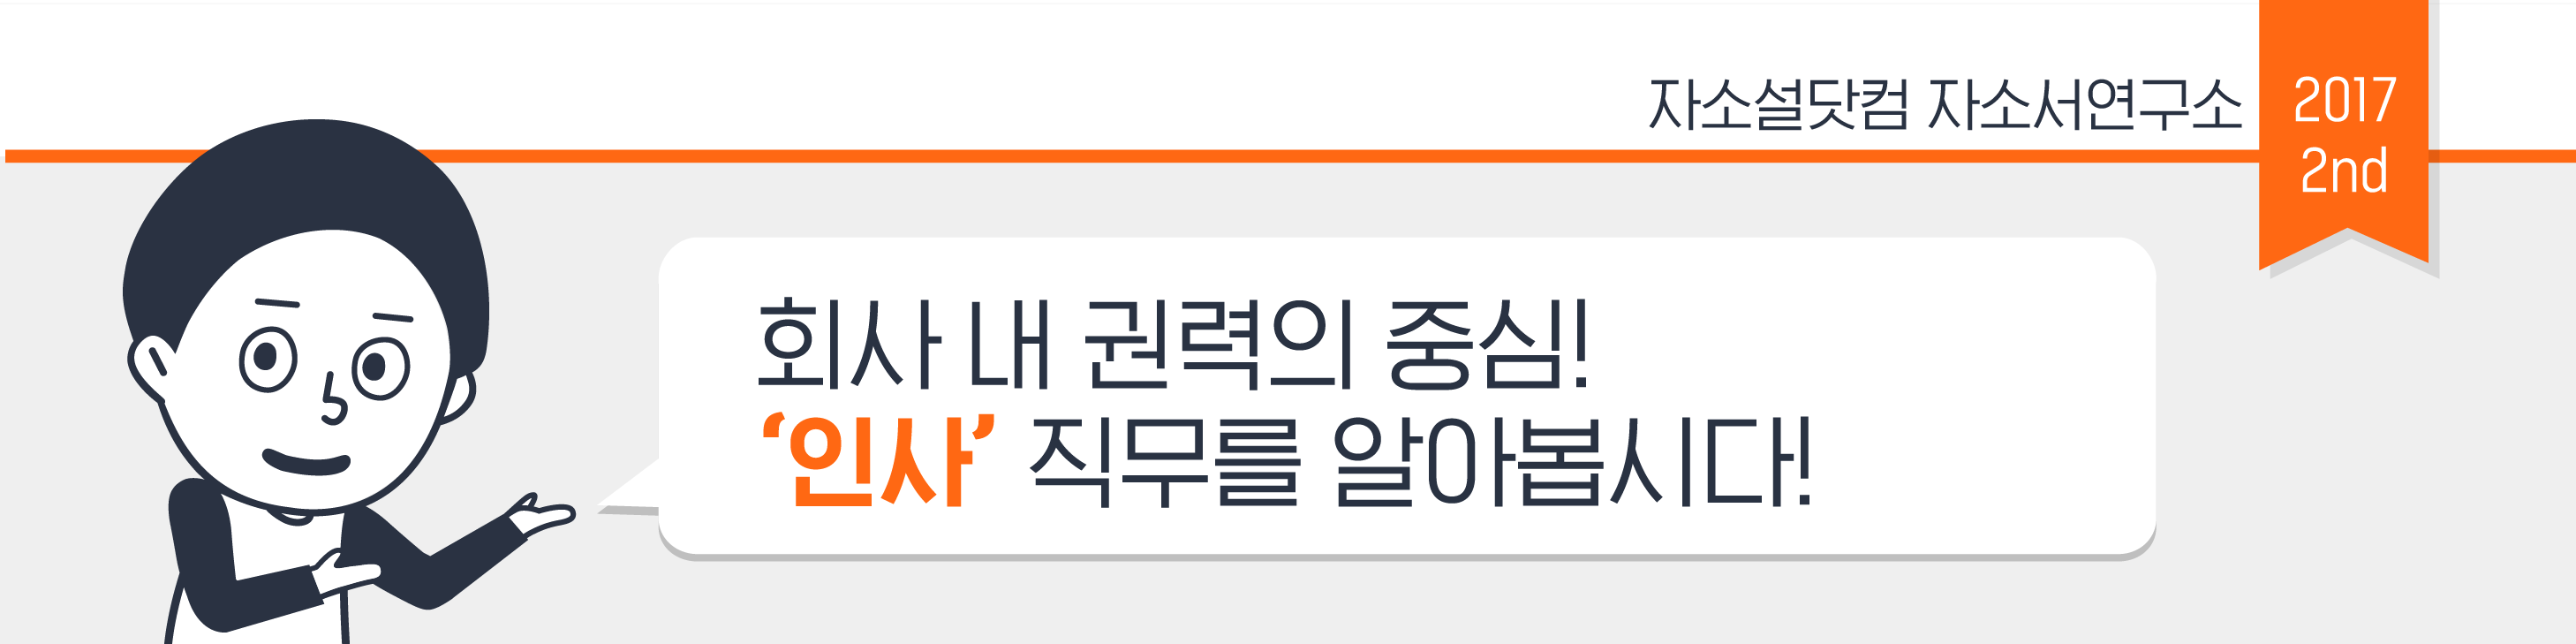 자소설닷컴 자소서연구소
2017
2nd
회사 내 권력의 중심!
‘인사’ 직무를 알아봅시다!